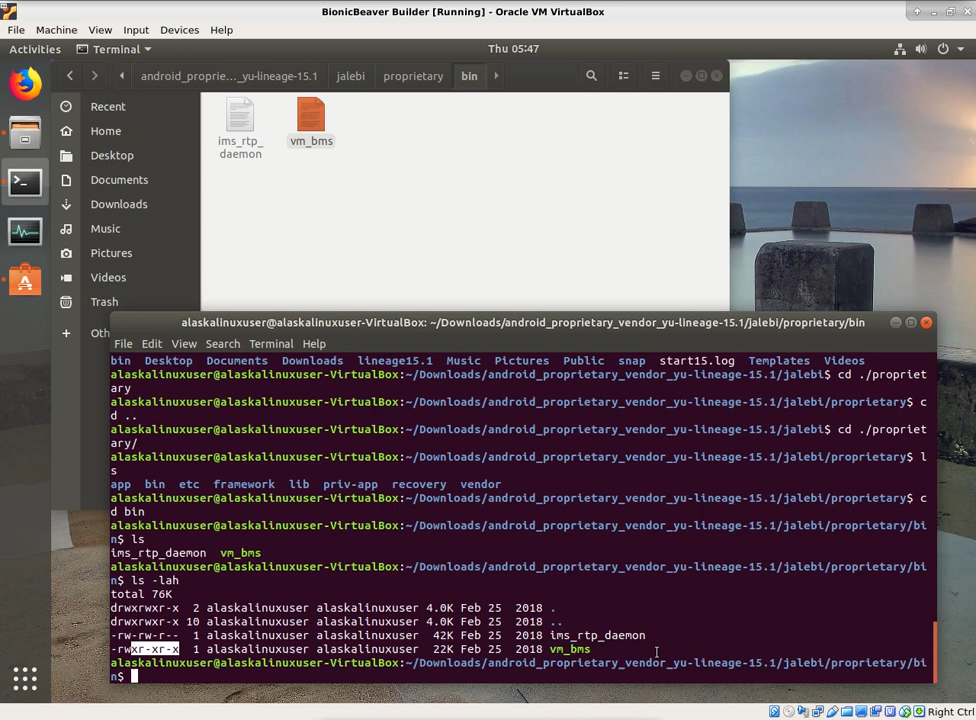 BionicBeaver Builder [Running] - Oracle VM VirtualBox
File Machine View Input Devices Help
Activities Terminal Thu 05:47
android_proprie…_yu-lineage-15.1 jalebi proprietary bin
Recent
Home
Desktop
Documents
Downloads
Music
Pictures
Videos
Trash
Oth
ims_rtp_
daemon
vm_bms
alaskalinuxuser@alaskalinuxuser-VirtualBox: ~/Downloads/android_proprietary_vendor_yu-lineage-15.1/jalebi/proprietary/bin
File Edit View Search Terminal Help
bin Desktop Documents Downloads lineage15.1 Music Pictures Public snap start15.log Templates Videos
alaskalinuxuser@alaskalinuxuser-VirtualBox:~/Downloads/android_proprietary_vendor_yu-lineage-15.1/jalebi$ cd ./propriet
ary
alaskalinuxuser@alaskalinuxuser-VirtualBox:~/Downloads/android_proprietary_vendor_yu-lineage-15.1/jalebi/proprietary$ c
d ..
alaskalinuxuser@alaskalinuxuser-VirtualBox:~/Downloads/android_proprietary_vendor_yu-lineage-15.1/jalebi$ cd ./propriet
ary/
alaskalinuxuser@alaskalinuxuser-VirtualBox:~/Downloads/android_proprietary_vendor_yu-lineage-15.1/jalebi/proprietary$ l
s
app bin etc framework lib priv-app recovery vendor
alaskalinuxuser@alaskalinuxuser-VirtualBox:~/Downloads/android_proprietary_vendor_yu-lineage-15.1/jalebi/proprietary$ c
d bin
alaskalinuxuser@alaskalinuxuser-VirtualBox:~/Downloads/android_proprietary_vendor_yu-lineage-15.1/jalebi/proprietary/bi
n$ ls
ims_rtp_daemon vm_bms
alaskalinuxuser@alaskalinuxuser-VirtualBox:~/Downloads/android_proprietary_vendor_yu-lineage-15.1/jalebi/proprietary/bi
n$ ls -lah
total 76K
drwxrwxr-x 2 alaskalinuxuser alaskalinuxuser 4.0K Feb 25 2018 .
drwxrwxr-x 10 alaskalinuxuser alaskalinuxuser 4.0K Feb 25 2018 ..
-rw-rw-r-- 1 alaskalinuxuser alaskalinuxuser 42K Feb 25 2018 ims_rtp_daemon
-rwxr-xr-x 1 alaskalinuxuser alaskalinuxuser 22K Feb 25 2018 vm_bms
alaskalinuxuser@alaskalinuxuser-VirtualBox:~/Downloads/android_proprietary_vendor_yu-lineage-15.1/jalebi/proprietary/bi
n$
Right Ctrl